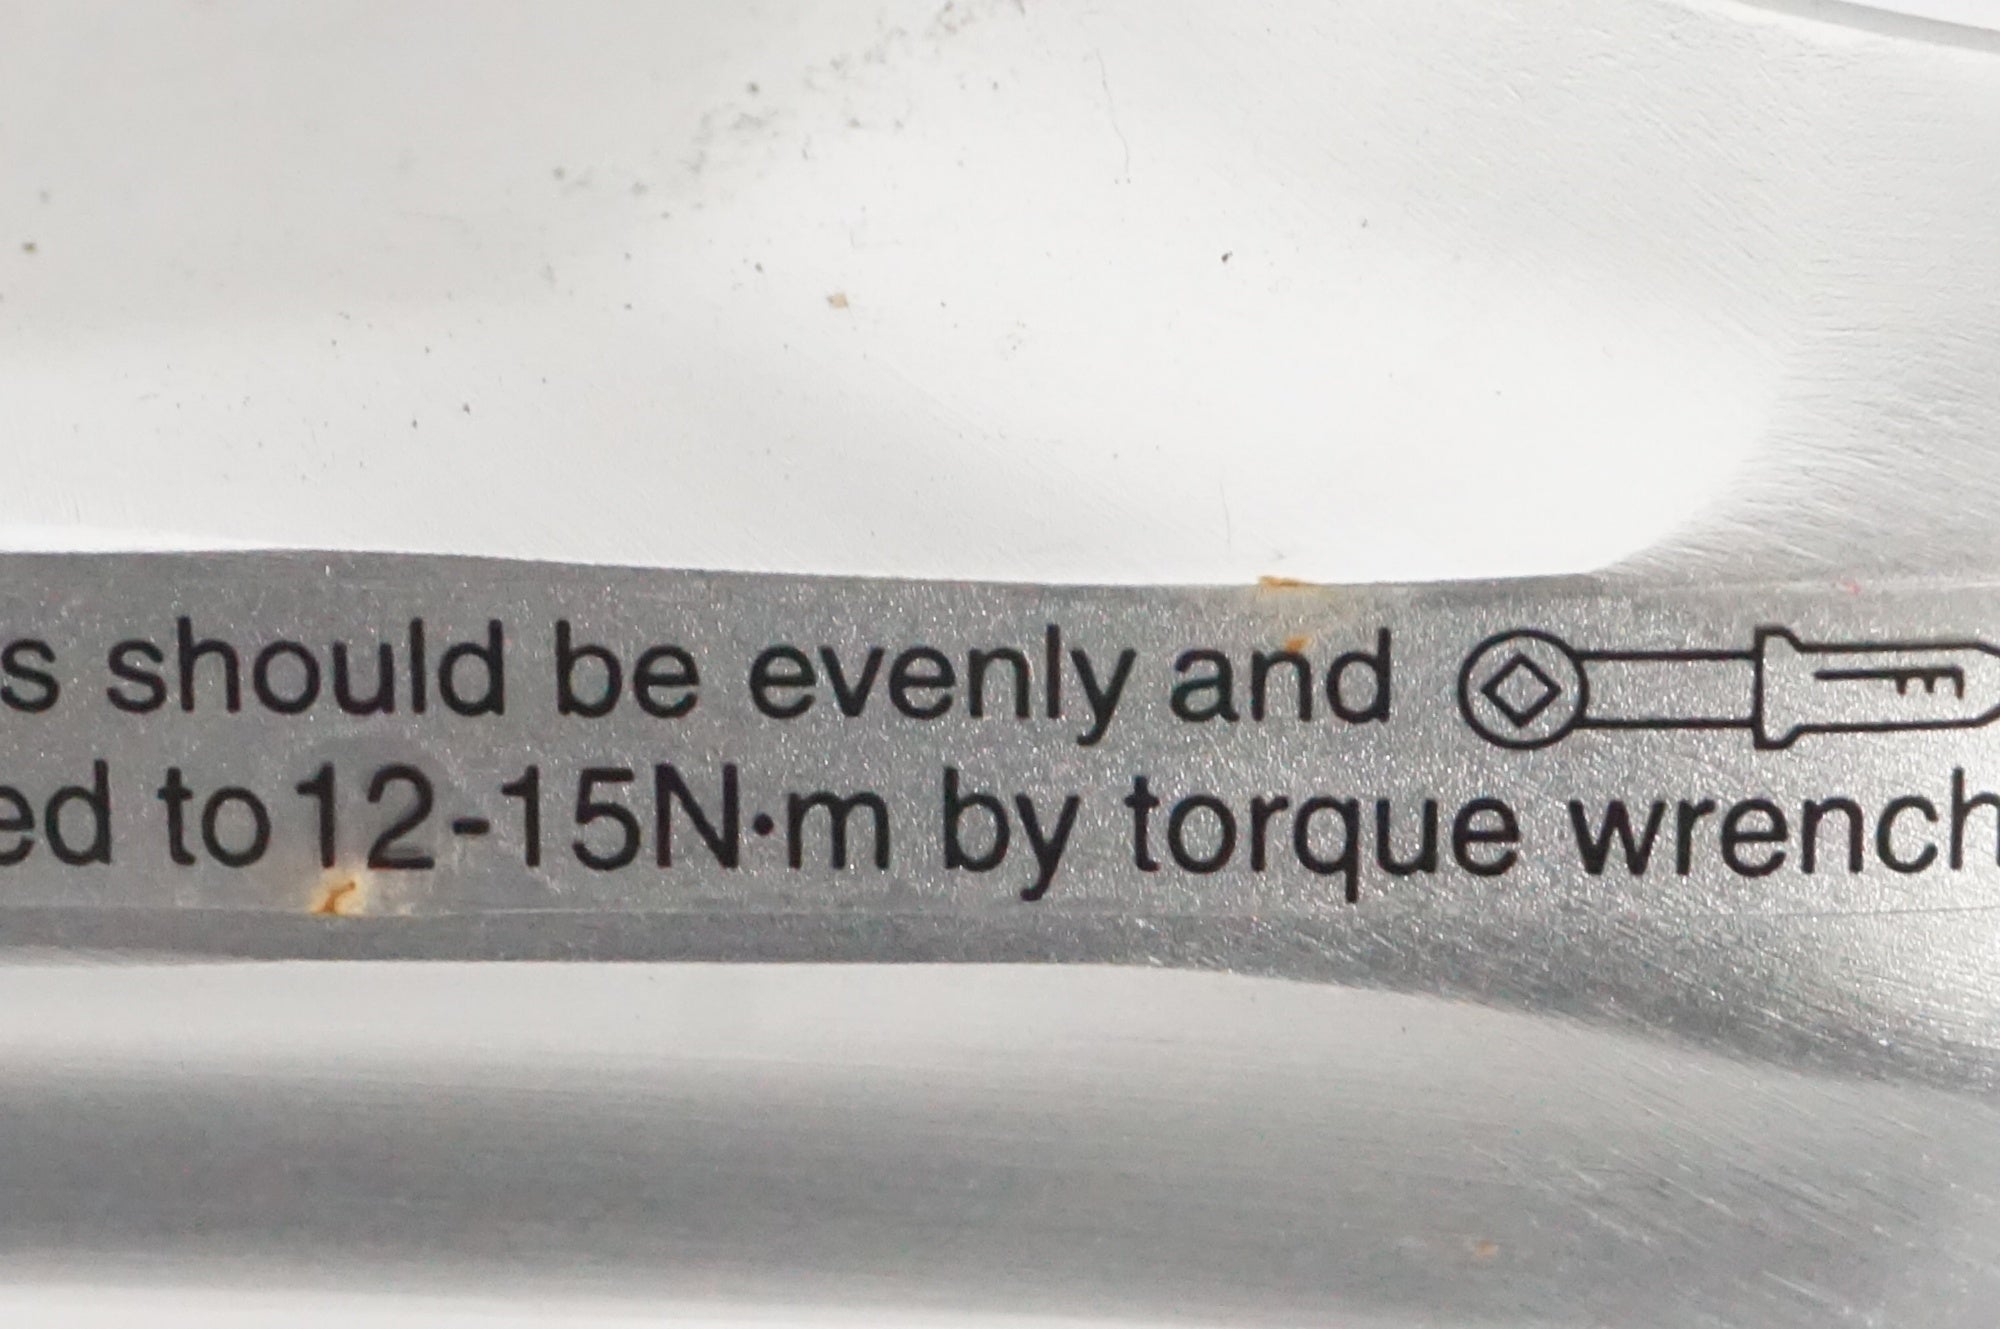 s should be evenly and
ed to 12-15N·m by torque wrench